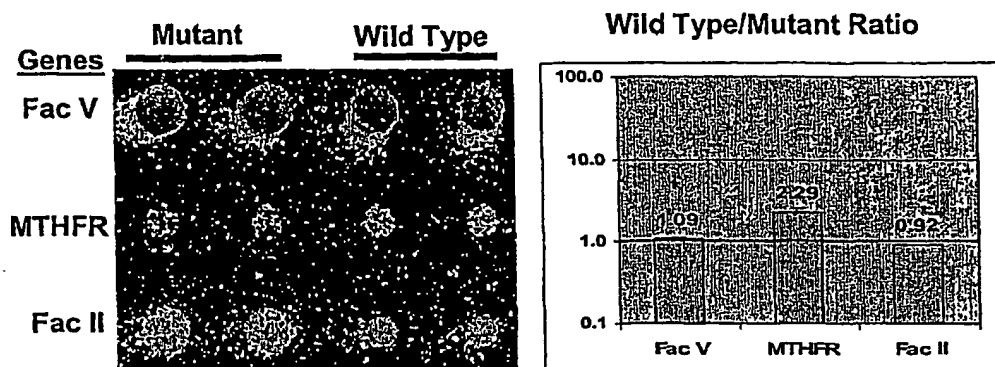 Mutant
Wild Type
Genes
Fac V
MTHFR
Fac II
Wild Type/Mutant Ratio
100.0
10.0
1.0
0.1
1.09
2.29
0.92
Fac V
MTHFR
Fac II